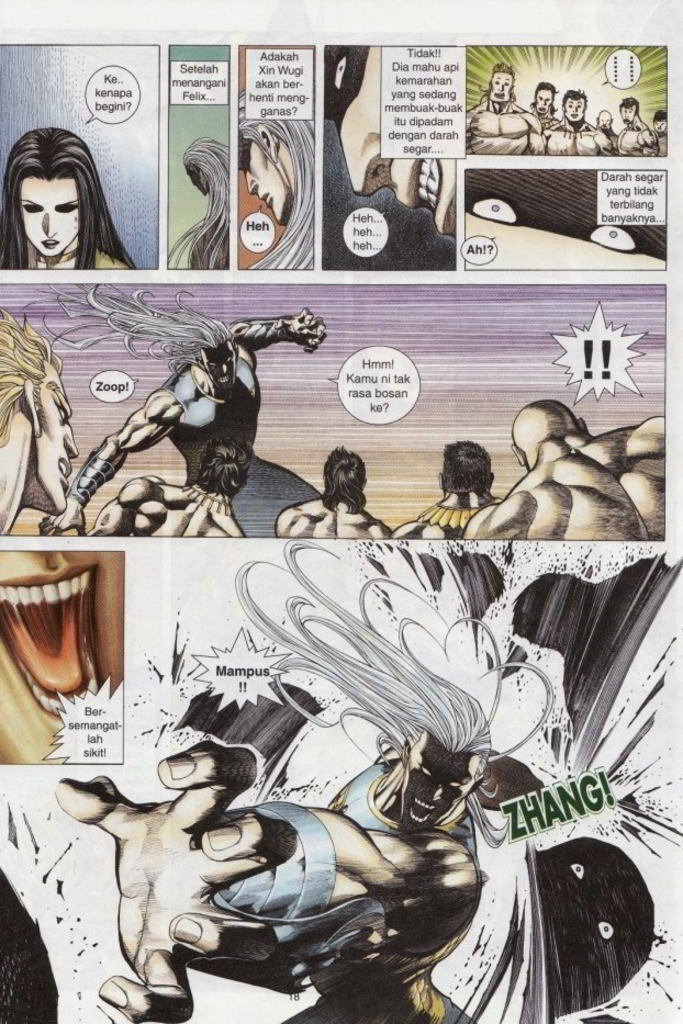 Ke..
kenapa
begini?
Setelah
menangani
Felix...
Adakah
Xin Wugi
akan ber-
henti meng-
ganas?
Heh
...
Tidak!!
Dia mahu api
kemarahan
yang sedang
membuak-buak
itu dipadam
dengan darah
segar....
Heh...
heh...
heh...
!!!
Darah segar
yang tidak
terbilang
banyaknya...
Ah!?
Zoop!
Hmm!
Kamu ni tak
rasa bosan
ke?
!!
Ber-
semangat-
lah
sikit!
Mampus
!!
ZHANG!
18